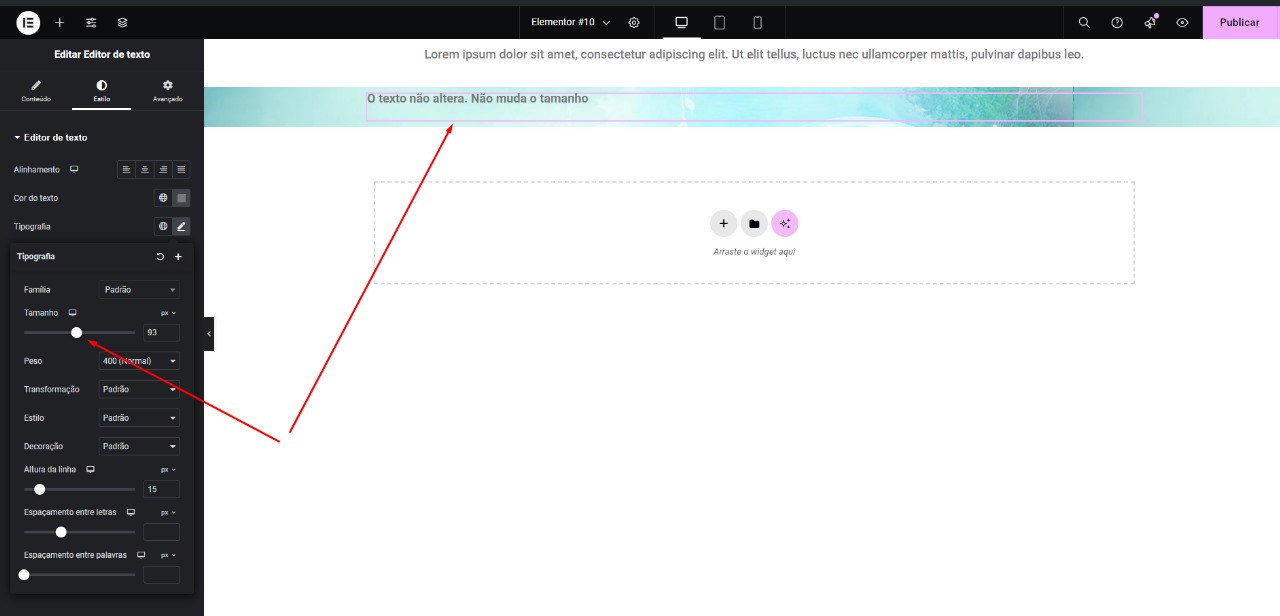 Elementor #10
Publicar
Editar Editor de texto
Conteúdo
Estilo
Avançado
Editor de texto
Alinhamento
Cor do texto
Tipografia
Tipografia
Família
Padrão
Tamanho
px
93
Peso
400 (Normal)
Transformação
Padrão
Estilo
Padrão
Decoração
Padrão
Altura da linha
px
15
Espaçamento entre letras
px
Espaçamento entre palavras
px
Lorem ipsum dolor sit amet, consectetur adipiscing elit. Ut elit tellus, luctus nec ullamcorper mattis, pulvinar dapibus leo.
O texto não altera. Não muda o tamanho
Arraste o widget aqui